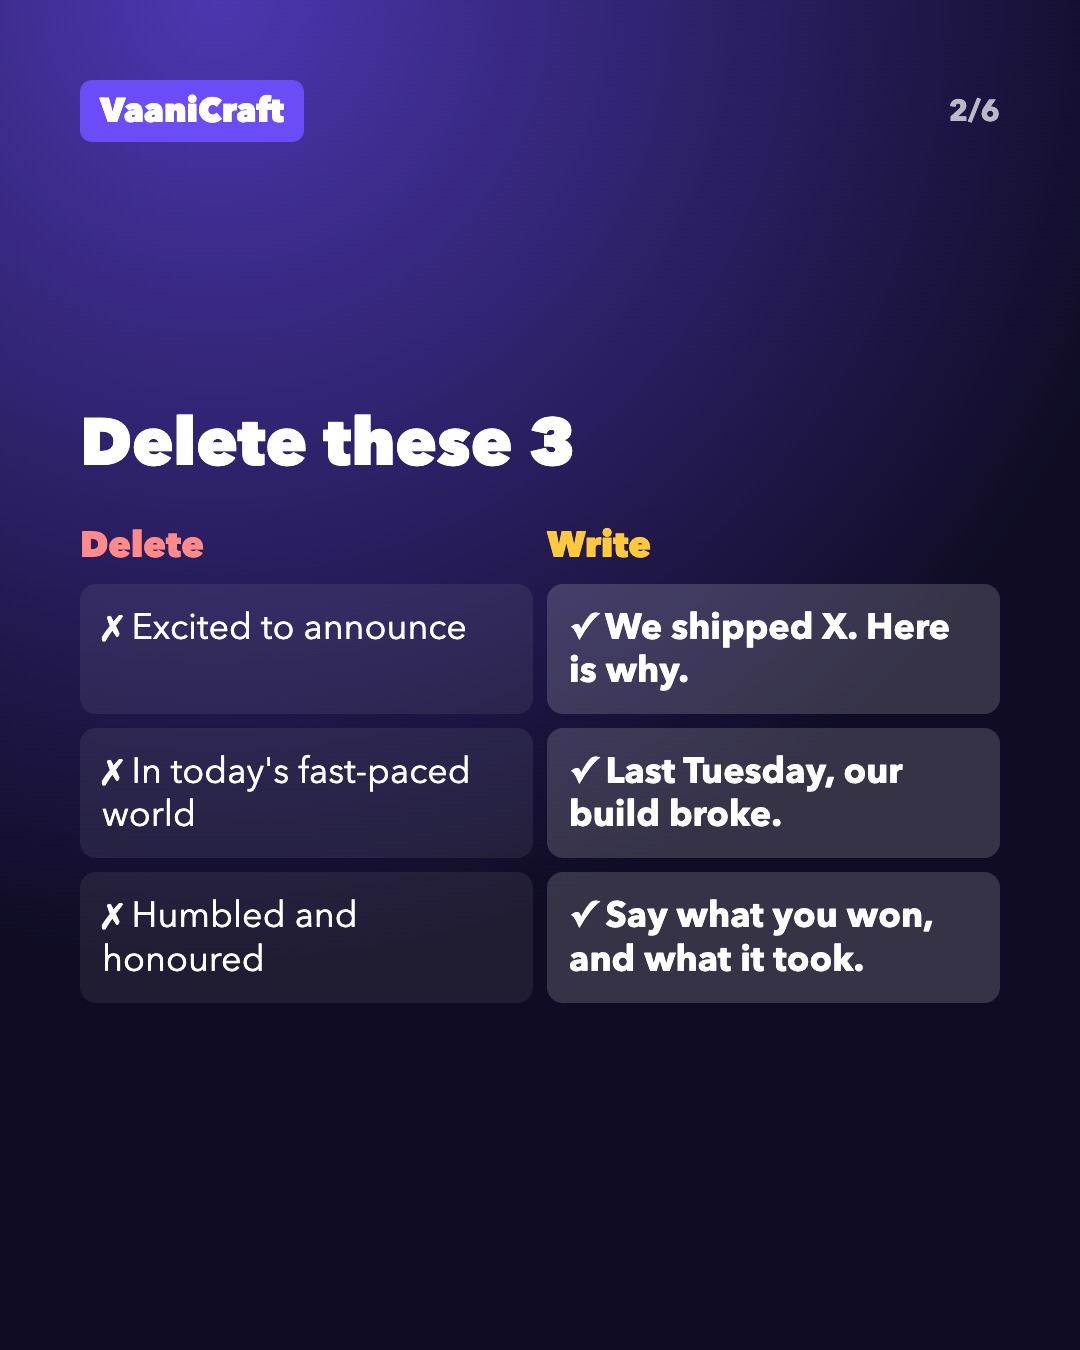 VaaniCraft
2/6
Delete these 3
Delete
Write
✗ Excited to announce
✓ We shipped X. Here
is why.
✗ In today's fast-paced
world
✓ Last Tuesday, our
build broke.
✗ Humbled and
honoured
✓ Say what you won,
and what it took.